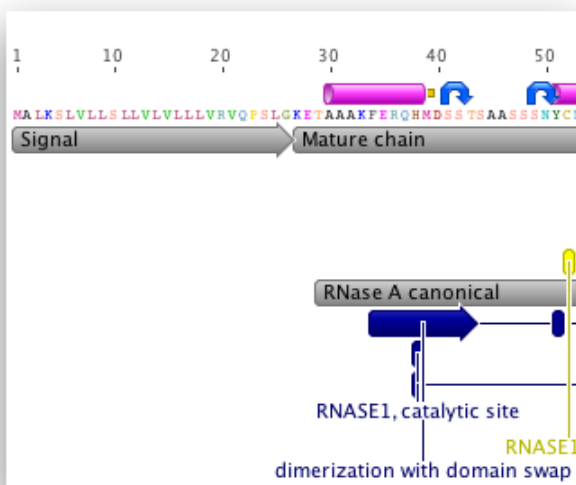 1 10 20 30 40 50
MALKSLVLLSLLVLVLLLVRVQPSLGKETAAAKFERQHMDSSTSAASSSNYC
Signal Mature chain
RNase A canonical
RNASE1, catalytic site
RNASE1
dimerization with domain swap